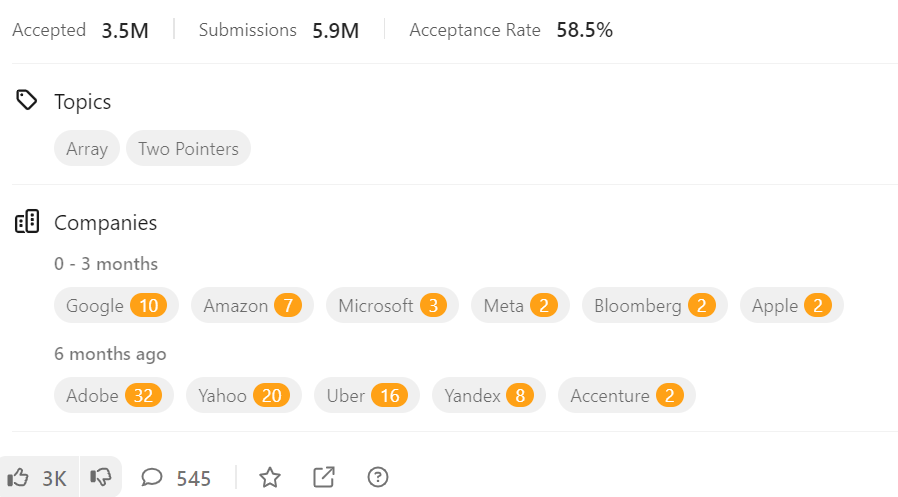 Accepted 3.5M Submissions 5.9M Acceptance Rate 58.5%
Topics
Array Two Pointers
Companies
0 - 3 months
Google 10 Amazon 7 Microsoft 3 Meta 2 Bloomberg 2 Apple 2
6 months ago
Adobe 32 Yahoo 20 Uber 16 Yandex 8 Accenture 2
3K 545